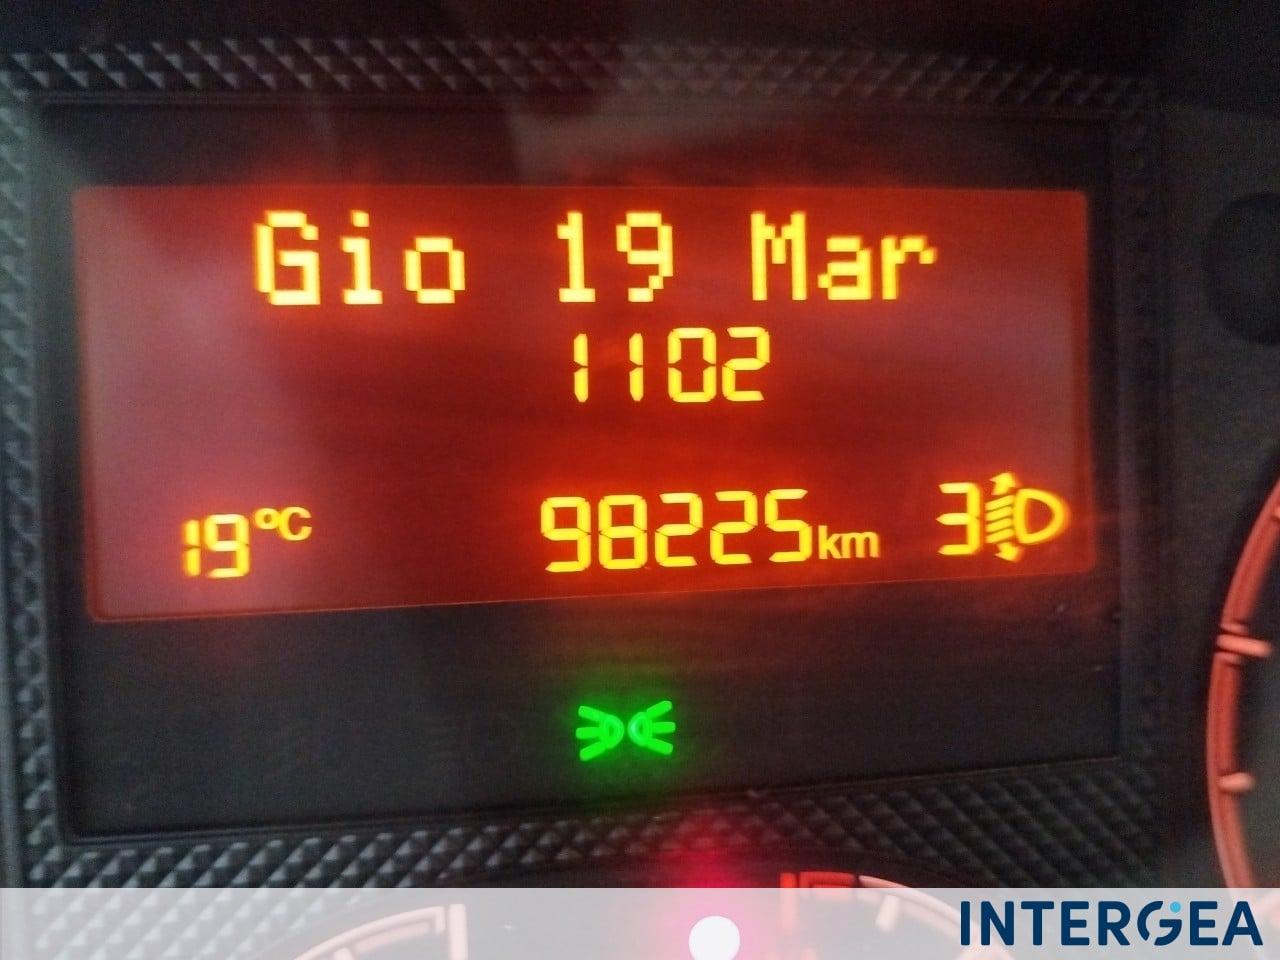 Gio 19 Mar
1102
19°C 98225km 3
INTERGEA